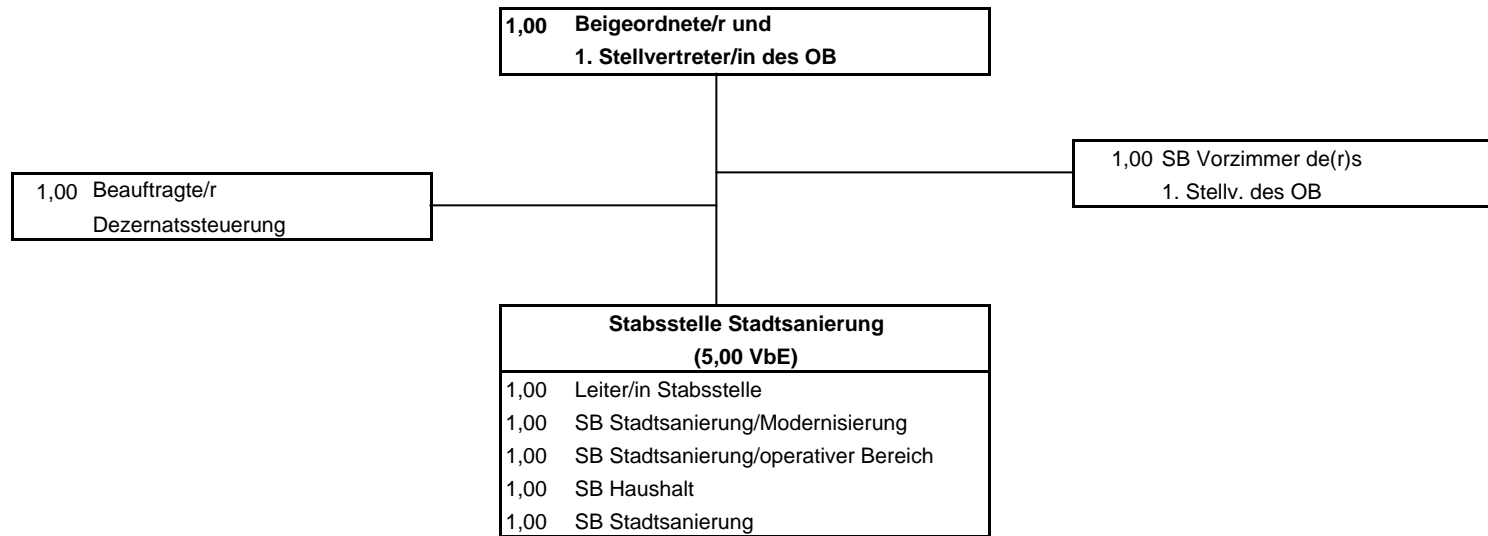 1,00 Beigeordnete/r und
1. Stellvertreter/in des OB
1,00 SB Vorzimmer de(r)s
1. Stellv. des OB
1,00 Beauftragte/r
Dezernatssteuerung
Stabsstelle Stadtsanierung
(5,00 VbE)
1,00 Leiter/in Stabsstelle
1,00 SB Stadtsanierung/Modernisierung
1,00 SB Stadtsanierung/operativer Bereich
1,00 SB Haushalt
1,00 SB Stadtsanierung